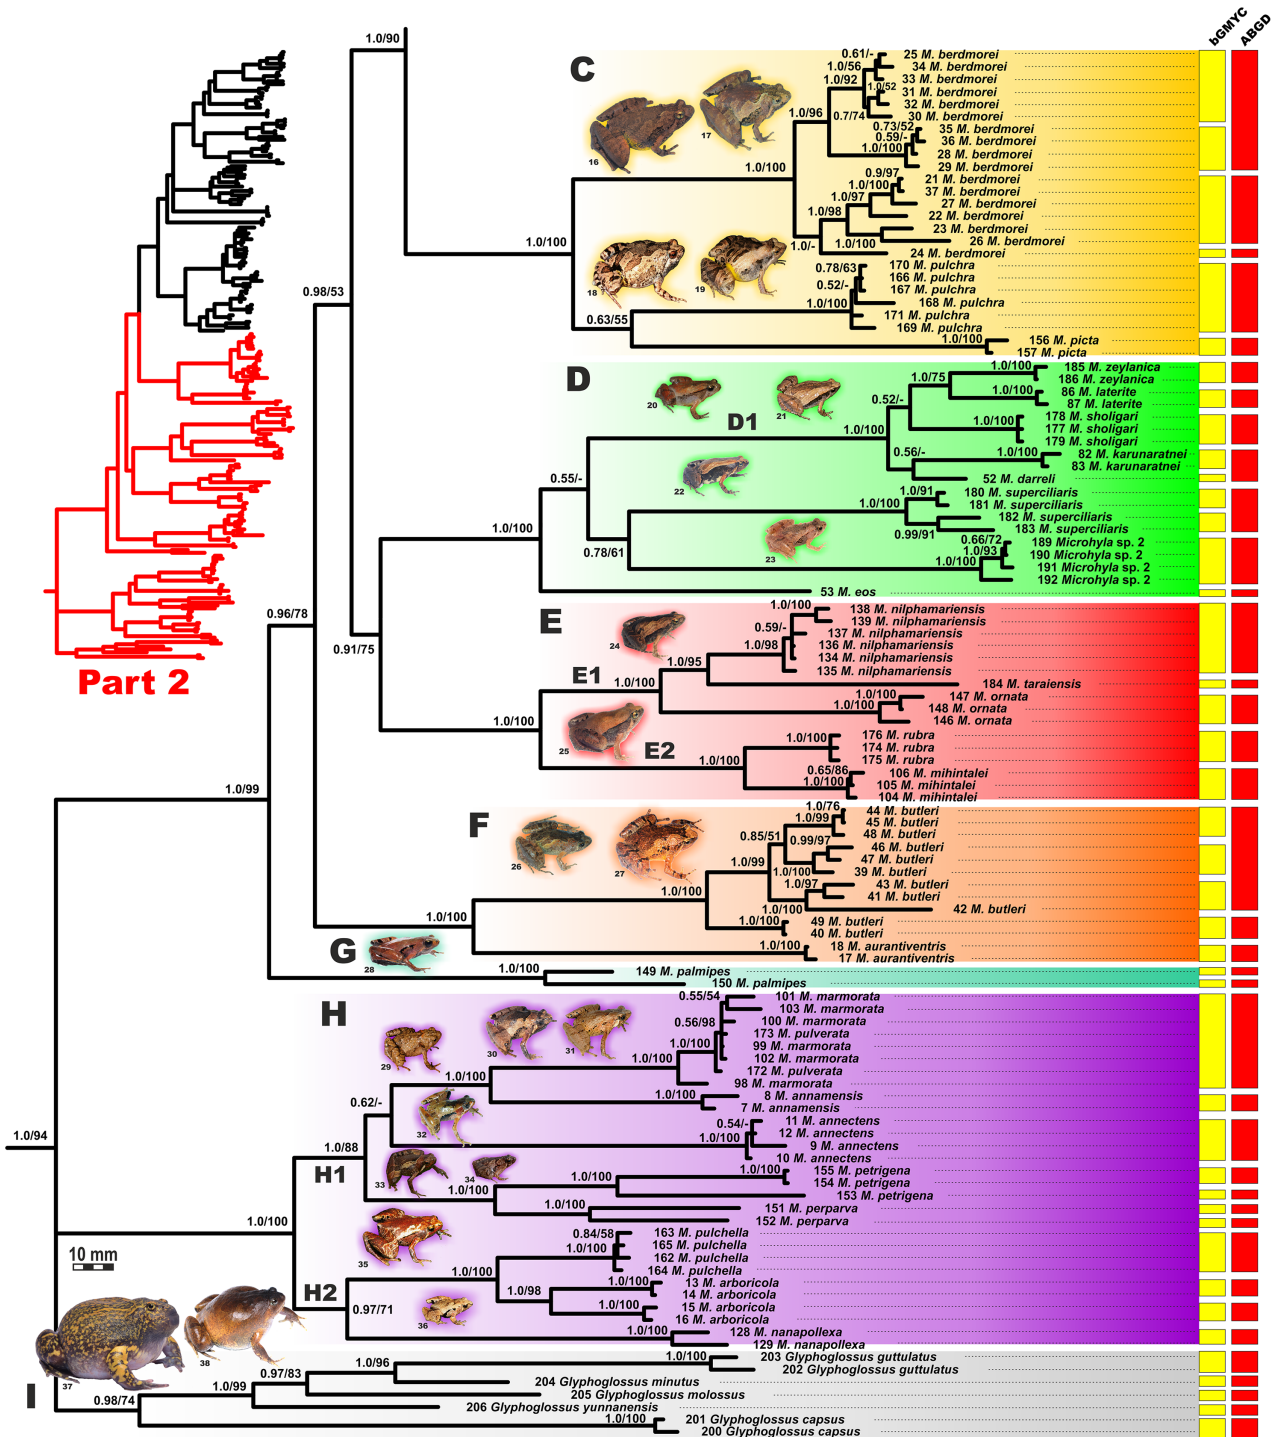 bGMYC
ABGD
1.0/90
C
0.61/-
25 M. berdmorei
1.0/56
34 M. berdmorei
1.0/92
33 M. berdmorei
1.0/52
31 M. berdmorei
32 M. berdmorei
0.7/74
30 M. berdmorei
1.0/96
0.73/52
35 M. berdmorei
0.59/-
36 M. berdmorei
1.0/100
28 M. berdmorei
29 M. berdmorei
16
17
1.0/100
0.9/97
21 M. berdmorei
1.0/100
37 M. berdmorei
1.0/97
27 M. berdmorei
1.0/98
22 M. berdmorei
23 M. berdmorei
1.0/-
1.0/100
26 M. berdmorei
24 M. berdmorei
1.0/100
18
19
0.78/63
170 M. pulchra
166 M. pulchra
0.52/-
167 M. pulchra
1.0/100
168 M. pulchra
0.63/55
171 M. pulchra
169 M. pulchra
1.0/100
156 M. picta
157 M. picta
0.98/53
D
20
21
D1
1.0/100
185 M. zeylanica
1.0/75
186 M. zeylanica
1.0/100
86 M. laterite
0.52/-
87 M. laterite
178 M. sholigari
1.0/100
177 M. sholigari
1.0/100
179 M. sholigari
0.56/-
1.0/100
82 M. karunaratnei
83 M. karunaratnei
52 M. darreli
22
0.55/-
1.0/91
180 M. superciliaris
1.0/100
181 M. superciliaris
182 M. superciliaris
0.99/91
183 M. superciliaris
1.0/100
23
0.78/61
0.66/72
189 Microhyla sp. 2
1.0/93
190 Microhyla sp. 2
1.0/100
191 Microhyla sp. 2
192 Microhyla sp. 2
53 M. eos
0.96/78
0.91/75
Part 2
E
24
1.0/100
138 M. nilphamariensis
139 M. nilphamariensis
0.59/-
137 M. nilphamariensis
1.0/98
136 M. nilphamariensis
134 M. nilphamariensis
1.0/95
135 M. nilphamariensis
E1
1.0/100
184 M. taraiensis
1.0/100
147 M. ornata
1.0/100
148 M. ornata
146 M. ornata
1.0/100
25
E2
1.0/100
176 M. rubra
174 M. rubra
1.0/100
175 M. rubra
0.65/86
106 M. mihintalei
1.0/100
105 M. mihintalei
104 M. mihintalei
1.0/99
F
26
27
1.0/76
44 M. butleri
1.0/99
45 M. butleri
0.85/51
48 M. butleri
0.99/97
46 M. butleri
47 M. butleri
1.0/99
1.0/100
39 M. butleri
1.0/97
43 M. butleri
1.0/100
41 M. butleri
1.0/100
42 M. butleri
1.0/100
1.0/100
49 M. butleri
40 M. butleri
1.0/100
18 M. aurantiventris
17 M. aurantiventris
G
28
1.0/100
149 M. palmipes
150 M. palmipes
H
29
30
31
0.55/54
101 M. marmorata
103 M. marmorata
0.56/98
100 M. marmorata
173 M. pulverata
1.0/100
99 M. marmorata
102 M. marmorata
1.0/100
172 M. pulverata
98 M. marmorata
1.0/100
8 M. annamensis
7 M. annamensis
0.62/-
32
0.54/-
11 M. annectens
12 M. annectens
1.0/100
9 M. annectens
10 M. annectens
1.0/94
1.0/88
H1
33
34
1.0/100
155 M. petrigena
1.0/100
154 M. petrigena
1.0/100
153 M. petrigena
1.0/100
151 M. perparva
152 M. perparva
1.0/100
35
0.84/58
163 M. pulchella
165 M. pulchella
1.0/100
162 M. pulchella
1.0/100
164 M. pulchella
H2
1.0/100
13 M. arboricola
1.0/98
14 M. arboricola
0.97/71
1.0/100
15 M. arboricola
16 M. arboricola
36
1.0/100
128 M. nanapollexa
129 M. nanapollexa
10 mm
37
38
I
1.0/100
203 Glyphoglossus guttulatus
1.0/96
202 Glyphoglossus guttulatus
0.97/83
204 Glyphoglossus minutus
1.0/99
205 Glyphoglossus molossus
0.98/74
206 Glyphoglossus yunnanensis
1.0/100
201 Glyphoglossus capsus
200 Glyphoglossus capsus